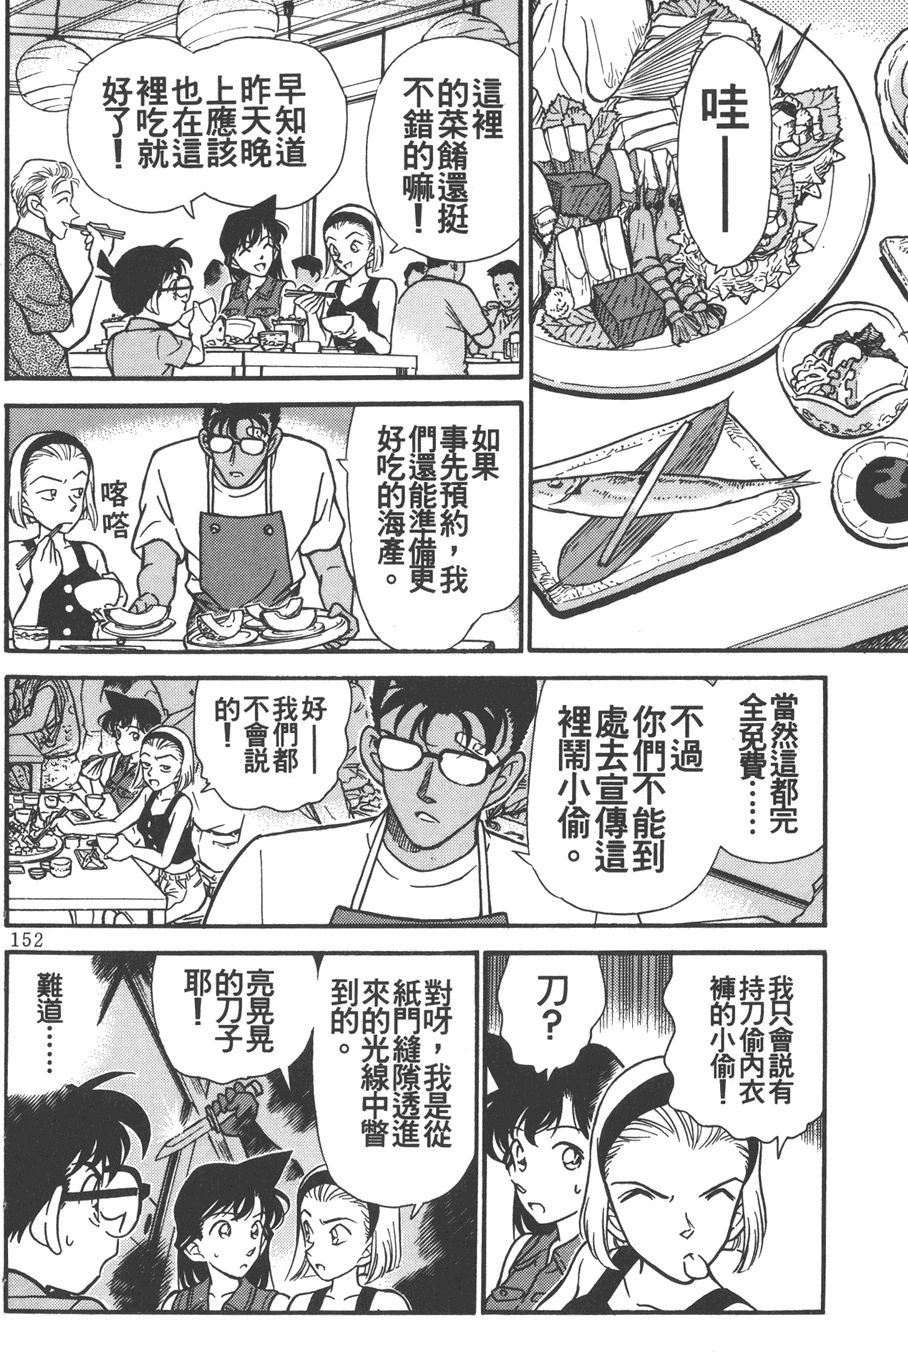 哇——
這裡
的菜餚還挺
不錯的嘛！
早知道
昨天晚
上應該
也在這
裡吃就
好了！
如果
事先預約，我
們還能準備更
好吃的海產。
喀嗒
當然這都完
全免費……
不過
你們不能到
處去宣傳這
裡鬧小偷。
好——
我們都
不會說
的！
152
我只會說有
持刀偷內衣
褲的小偷！
刀？
對呀，我是從
紙門縫隙透進
來的光線中瞥
到的。
亮晃晃
的刀子
耶！
難道……